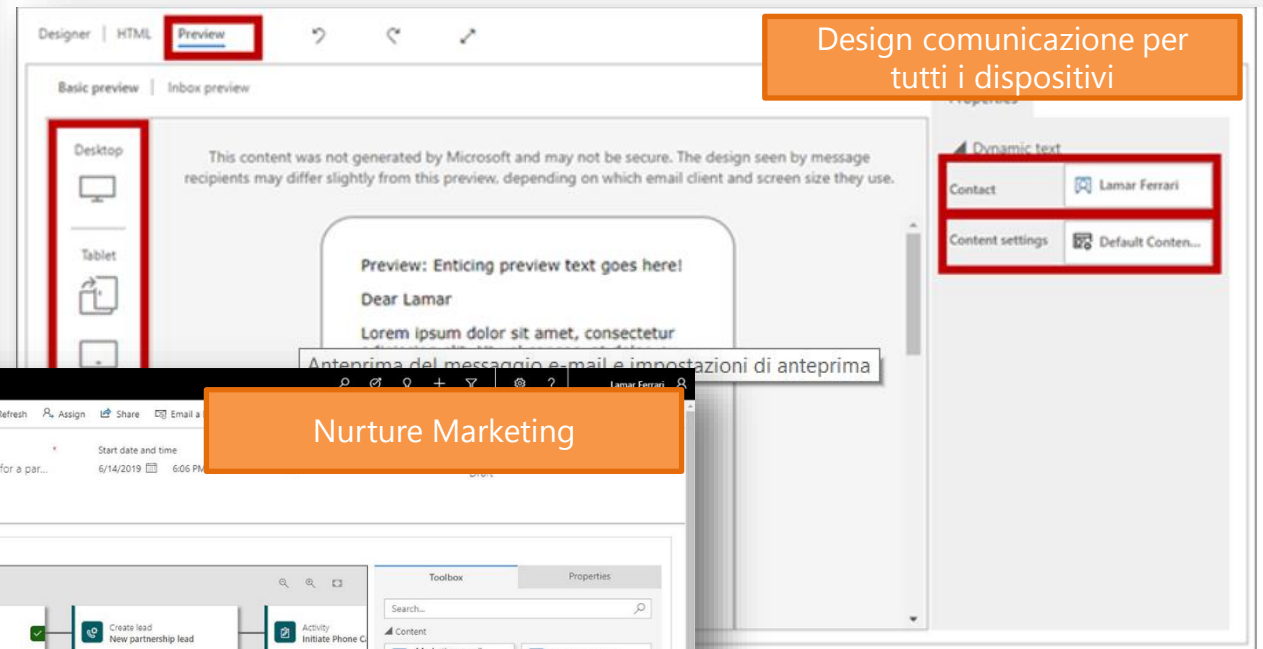 Designer | HTML Preview
Design comunicazione per
tutti i dispositivi
Basic preview | Inbox preview
Properties
Desktop
Tablet
This content was not generated by Microsoft and may not be secure. The design seen by message
recipients may differ slightly from this preview, depending on which email client and screen size they use.
Dynamic text
Contact Lamar Ferrari
Content settings Default Conten...
Preview: Enticing preview text goes here!
Dear Lamar
Lorem ipsum dolor sit amet, consectetur
Anteprima del messaggio e-mail e impostazioni di anteprima
Lamar Ferrari
Refresh Assign Share Email a
Nurture Marketing
for a par... *
Start date and time
6/14/2019 6:06 PM
Draft
Toolbox Properties
Search...
Content
Create lead
New partnership lead
Activity
Initiate Phone C